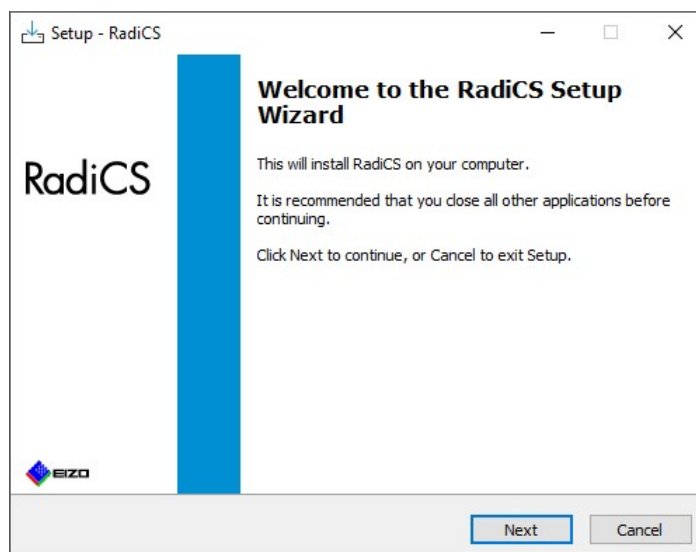 Setup - RadiCS
RadiCS
Welcome to the RadiCS Setup
Wizard
This will install RadiCS on your computer.
It is recommended that you close all other applications before
continuing.
Click Next to continue, or Cancel to exit Setup.
EIZO
Next
Cancel